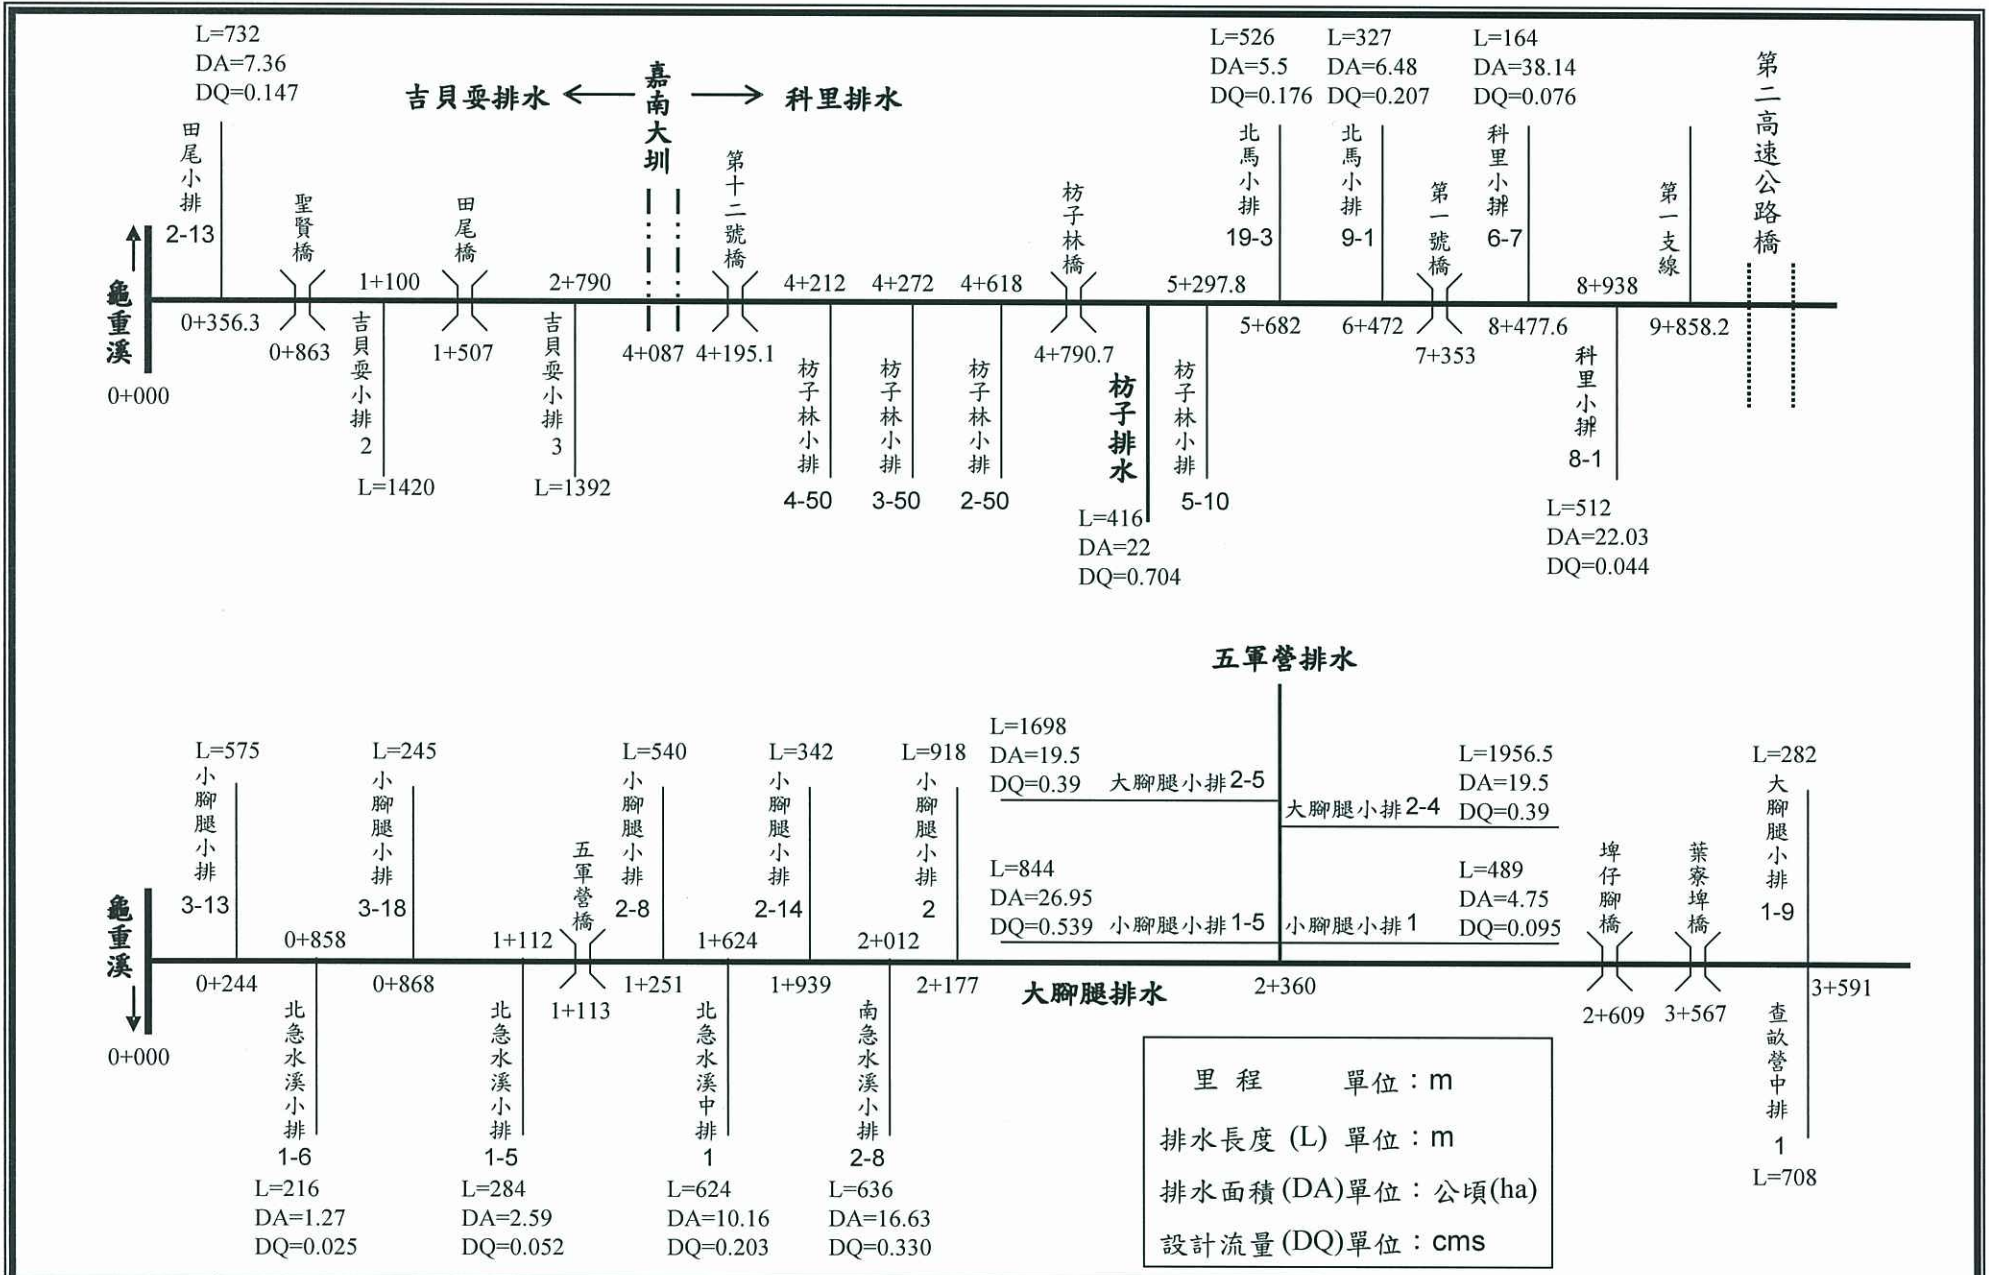 L=732
DA=7.36
DQ=0.147
田尾小排
2-13
吉貝耍排水
嘉南大圳
科里排水
L=526
DA=5.5
DQ=0.176
北馬小排
19-3
L=327
DA=6.48
DQ=0.207
北馬小排
9-1
L=164
DA=38.14
DQ=0.076
科里小排
6-7
第二高速公路橋
龜重溪
0+000
0+356.3
聖賢橋
0+863
1+100
吉貝耍小排
2
L=1420
田尾橋
1+507
2+790
吉貝耍小排
3
L=1392
4+087
第十二號橋
4+195.1
4+212
枋子林小排
4-50
4+272
枋子林小排
3-50
4+618
枋子林小排
2-50
枋子林橋
4+790.7
枋子排水
L=416
DA=22
DQ=0.704
5+297.8
枋子林小排
5-10
5+682
6+472
第一號橋
7+353
8+477.6
8+938
科里小排
8-1
L=512
DA=22.03
DQ=0.044
第一支線
9+858.2
五軍營排水
L=1698
DA=19.5
DQ=0.39
大腳腿小排2-5
大腳腿小排2-4
L=1956.5
DA=19.5
DQ=0.39
L=844
DA=26.95
DQ=0.539
小腳腿小排1-5
小腳腿小排1
L=489
DA=4.75
DQ=0.095
龜重溪
0+000
L=575
小腳腿小排
3-13
0+244
0+858
北急水溪小排
1-6
L=216
DA=1.27
DQ=0.025
L=245
小腳腿小排
3-18
0+868
1+112
北急水溪小排
1-5
L=284
DA=2.59
DQ=0.052
五軍營橋
1+113
L=540
小腳腿小排
2-8
1+251
1+624
北急水溪中排
1
L=624
DA=10.16
DQ=0.203
L=342
小腳腿小排
2-14
1+939
2+012
南急水溪小排
2-8
L=636
DA=16.63
DQ=0.330
L=918
小腳腿小排
2
2+177
大腳腿排水
2+360
埤仔腳橋
2+609
葉寮埤橋
3+567
L=282
大腳腿小排
1-9
3+591
查畝營中排
1
L=708
里程 單位：m
排水長度(L) 單位：m
排水面積(DA)單位：公頃(ha)
設計流量(DQ)單位：cms